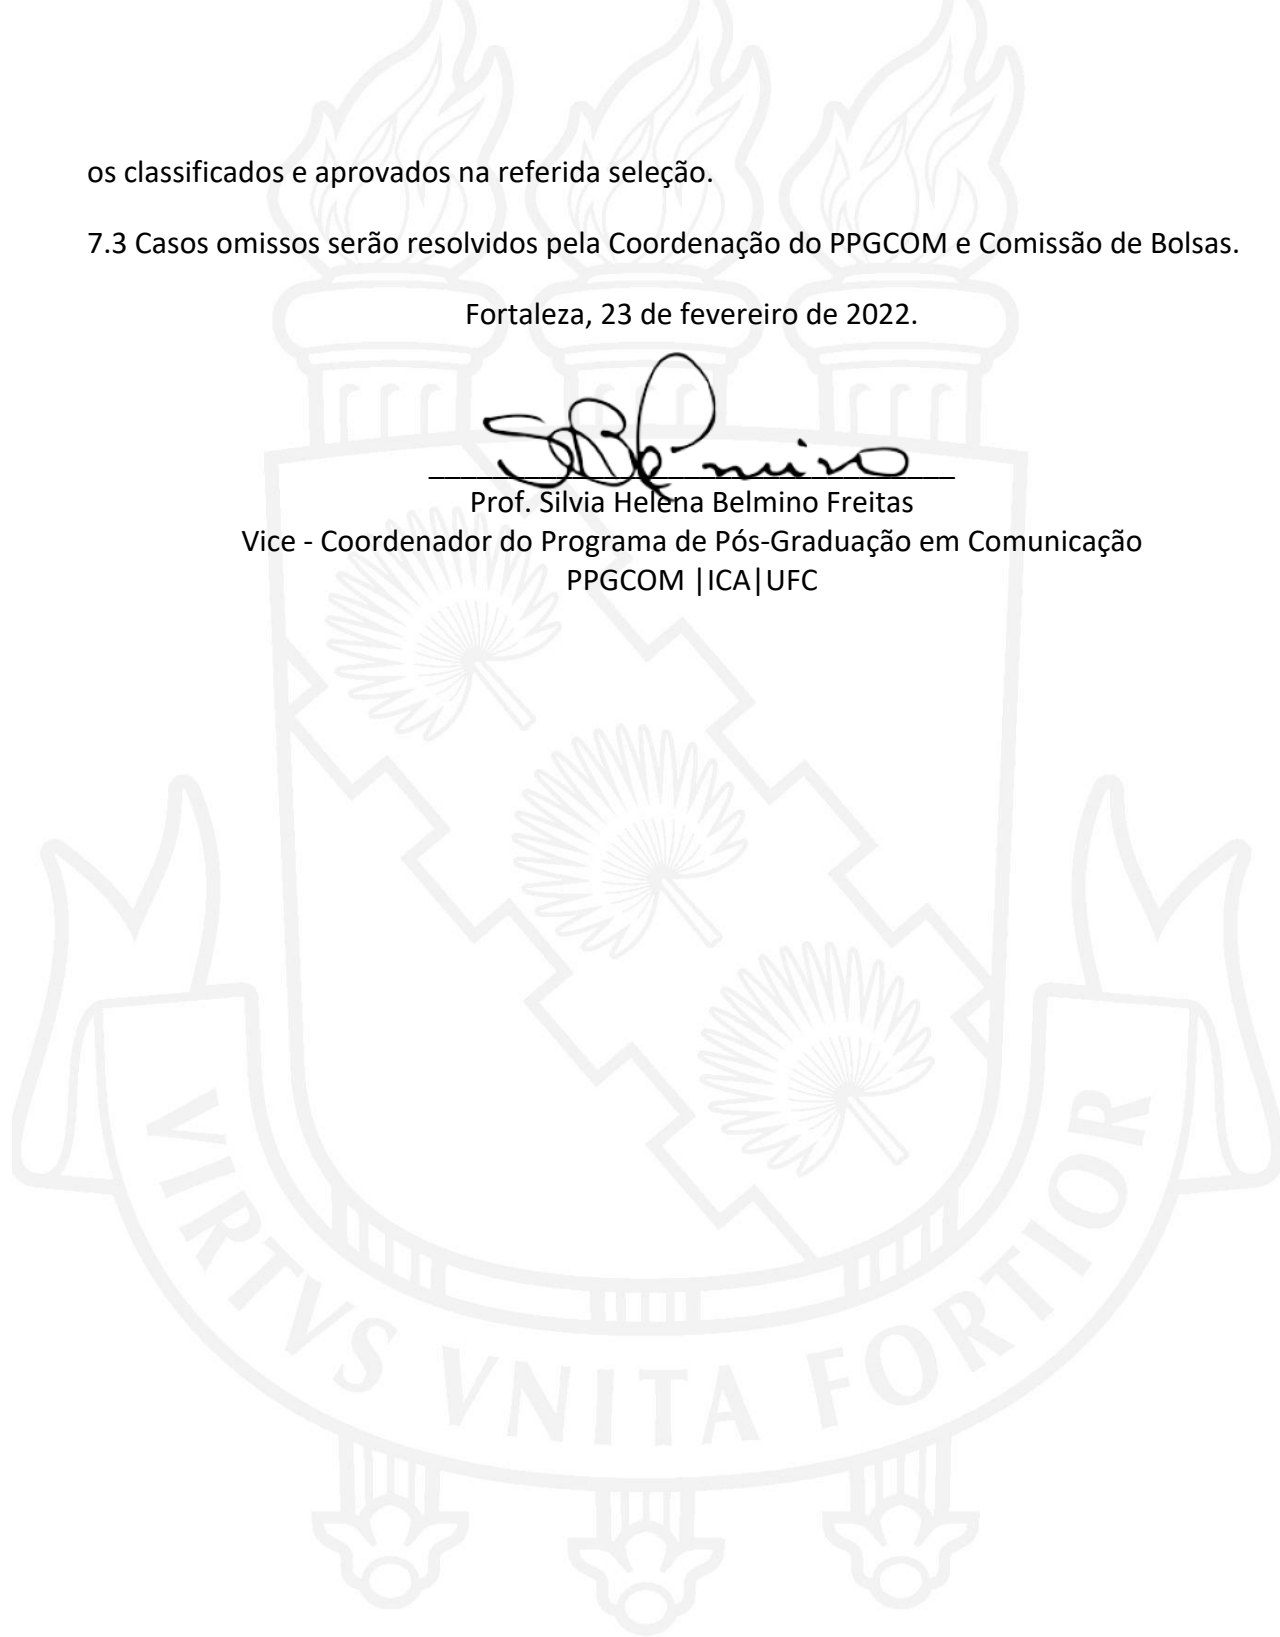 os classificados e aprovados na referida seleção.
7.3 Casos omissos serão resolvidos pela Coordenação do PPGCOM e Comissão de Bolsas.
Fortaleza, 23 de fevereiro de 2022.
SHBelmino
Prof. Silvia Helena Belmino Freitas
Vice - Coordenador do Programa de Pós-Graduação em Comunicação
PPGCOM |ICA|UFC
VIRTVS VNITA FORTIOR